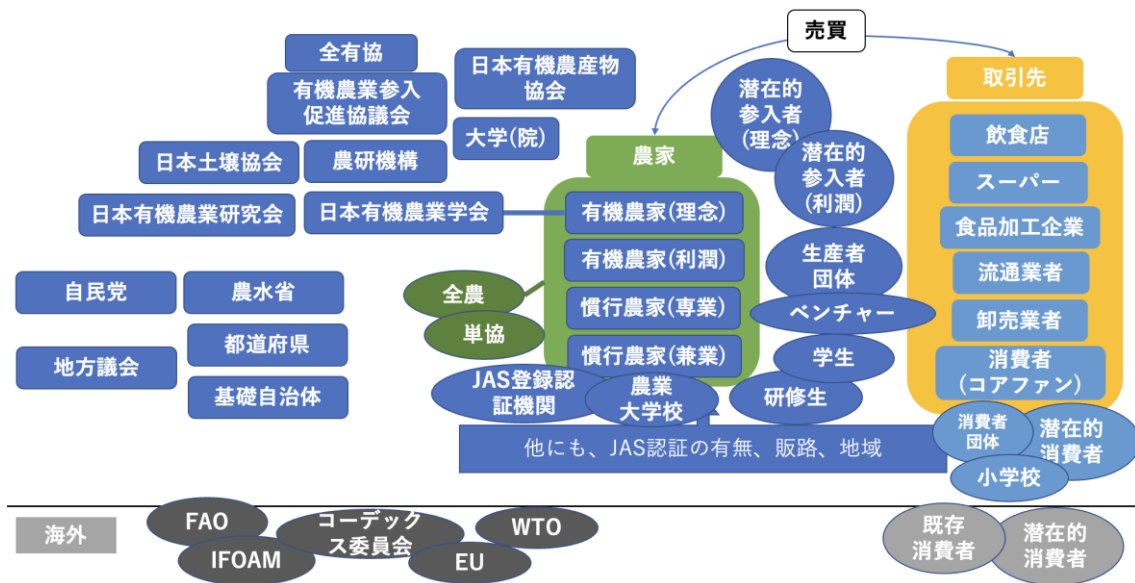 売買
全有協
日本有機農産物
協会
有機農業参入
促進協議会
大学(院)
日本土壌協会
農研機構
日本有機農業研究会
日本有機農業学会
自民党
農水省
地方議会
都道府県
基礎自治体
農家
有機農家(理念)
有機農家(利潤)
慣行農家(専業)
慣行農家(兼業)
全農
単協
JAS登録認
証機関
農業
大学校
潜在的
参入者
(理念)
潜在的
参入者
(利潤)
生産者
団体
ベンチャー
学生
研修生
他にも、JAS認証の有無、販路、地域
取引先
飲食店
スーパー
食品加工企業
流通業者
卸売業者
消費者
(コアファン)
消費者
団体
潜在的
消費者
小学校
海外
FAO
IFOAM
コーデック
ス委員会
EU
WTO
既存
消費者
潜在的
消費者